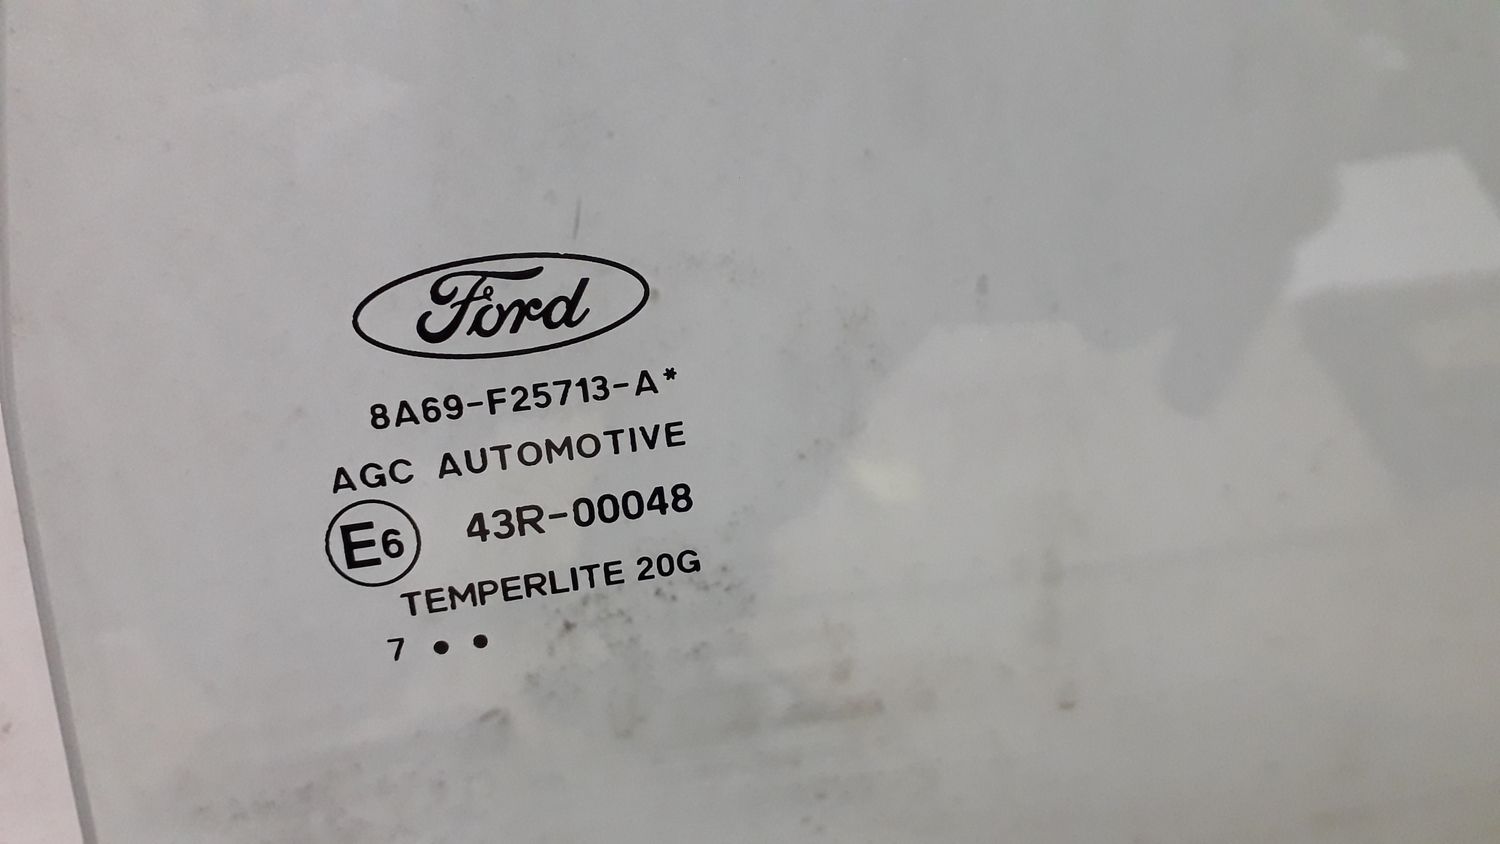 Ford
8A69-F25713-A*
AGC AUTOMOTIVE
E6 43R-00048
TEMPERLITE 20G
7 • •